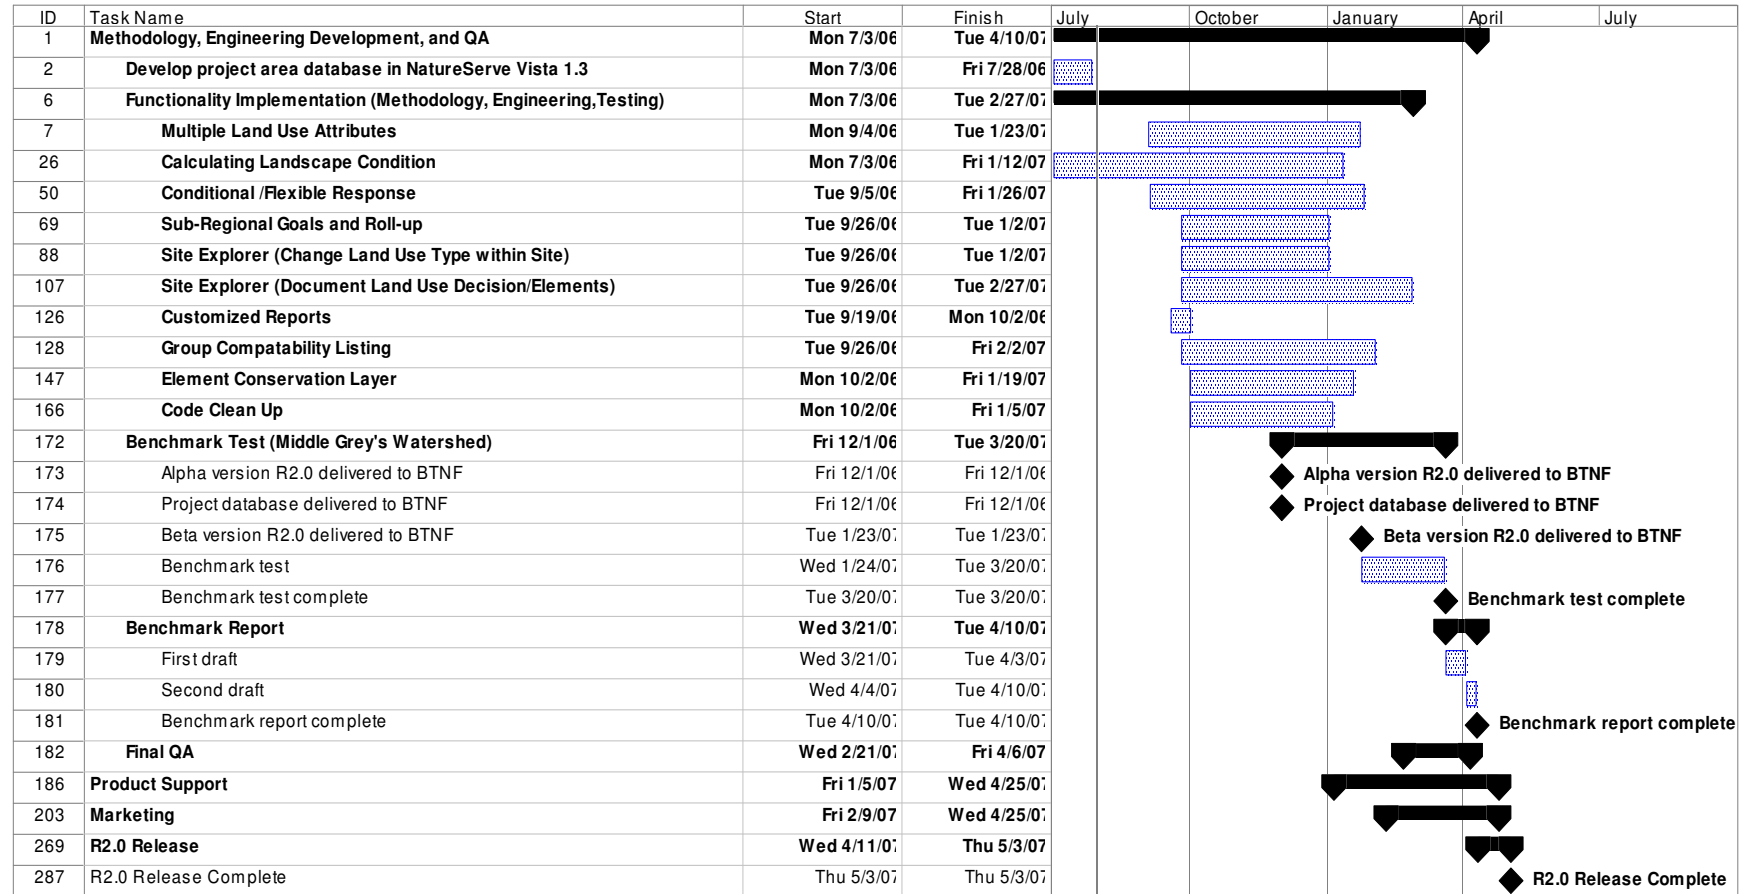 ID Task Name Start Finish July October January April July
1 Methodology, Engineering Development, and QA Mon 7/3/06 Tue 4/10/07
2 Develop project area database in NatureServe Vista 1.3 Mon 7/3/06 Fri 7/28/06
6 Functionality Implementation (Methodology, Engineering,Testing) Mon 7/3/06 Tue 2/27/07
7 Multiple Land Use Attributes Mon 9/4/06 Tue 1/23/07
26 Calculating Landscape Condition Mon 7/3/06 Fri 1/12/07
50 Conditional /Flexible Response Tue 9/5/06 Fri 1/26/07
69 Sub-Regional Goals and Roll-up Tue 9/26/06 Tue 1/2/07
88 Site Explorer (Change Land Use Type within Site) Tue 9/26/06 Tue 1/2/07
107 Site Explorer (Document Land Use Decision/Elements) Tue 9/26/06 Tue 2/27/07
126 Customized Reports Tue 9/19/06 Mon 10/2/06
128 Group Compatability Listing Tue 9/26/06 Fri 2/2/07
147 Element Conservation Layer Mon 10/2/06 Fri 1/19/07
166 Code Clean Up Mon 10/2/06 Fri 1/5/07
172 Benchmark Test (Middle Grey's Watershed) Fri 12/1/06 Tue 3/20/07
173 Alpha version R2.0 delivered to BTNF Fri 12/1/06 Fri 12/1/06 Alpha version R2.0 delivered to BTNF
174 Project database delivered to BTNF Fri 12/1/06 Fri 12/1/06 Project database delivered to BTNF
175 Beta version R2.0 delivered to BTNF Tue 1/23/07 Tue 1/23/07 Beta version R2.0 delivered to BTNF
176 Benchmark test Wed 1/24/07 Tue 3/20/07
177 Benchmark test complete Tue 3/20/07 Tue 3/20/07 Benchmark test complete
178 Benchmark Report Wed 3/21/07 Tue 4/10/07
179 First draft Wed 3/21/07 Tue 4/3/07
180 Second draft Wed 4/4/07 Tue 4/10/07
181 Benchmark report complete Tue 4/10/07 Tue 4/10/07 Benchmark report complete
182 Final QA Wed 2/21/07 Fri 4/6/07
186 Product Support Fri 1/5/07 Wed 4/25/07
203 Marketing Fri 2/9/07 Wed 4/25/07
269 R2.0 Release Wed 4/11/07 Thu 5/3/07
287 R2.0 Release Complete Thu 5/3/07 Thu 5/3/07 R2.0 Release Complete